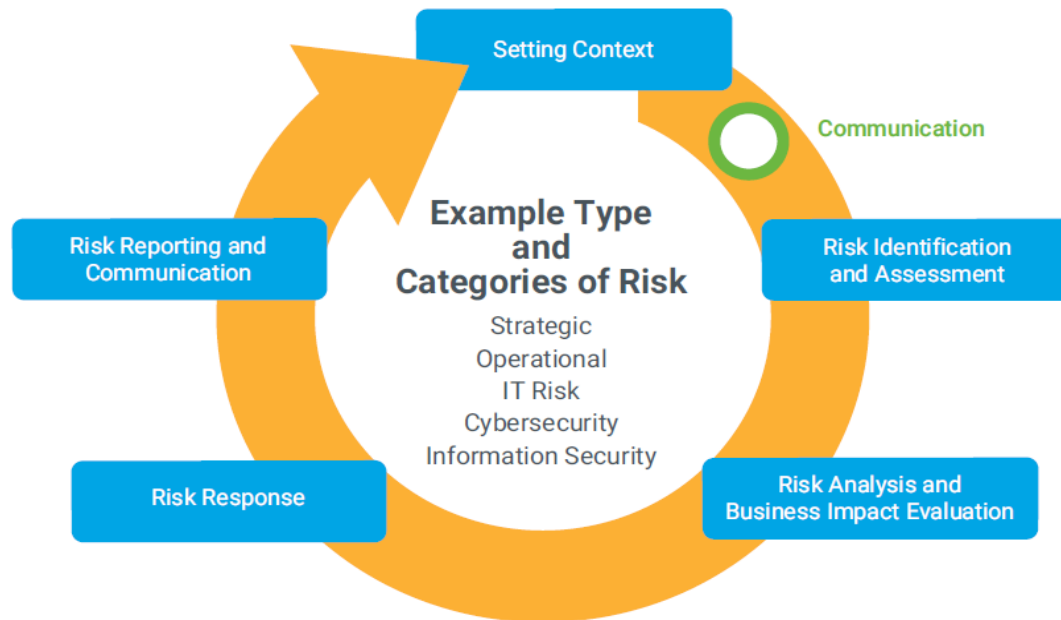 Setting Context
Communication
Risk Identification
and Assessment
Risk Analysis and
Business Impact Evaluation
Risk Response
Risk Reporting and
Communication
Example Type
and
Categories of Risk
Strategic
Operational
IT Risk
Cybersecurity
Information Security